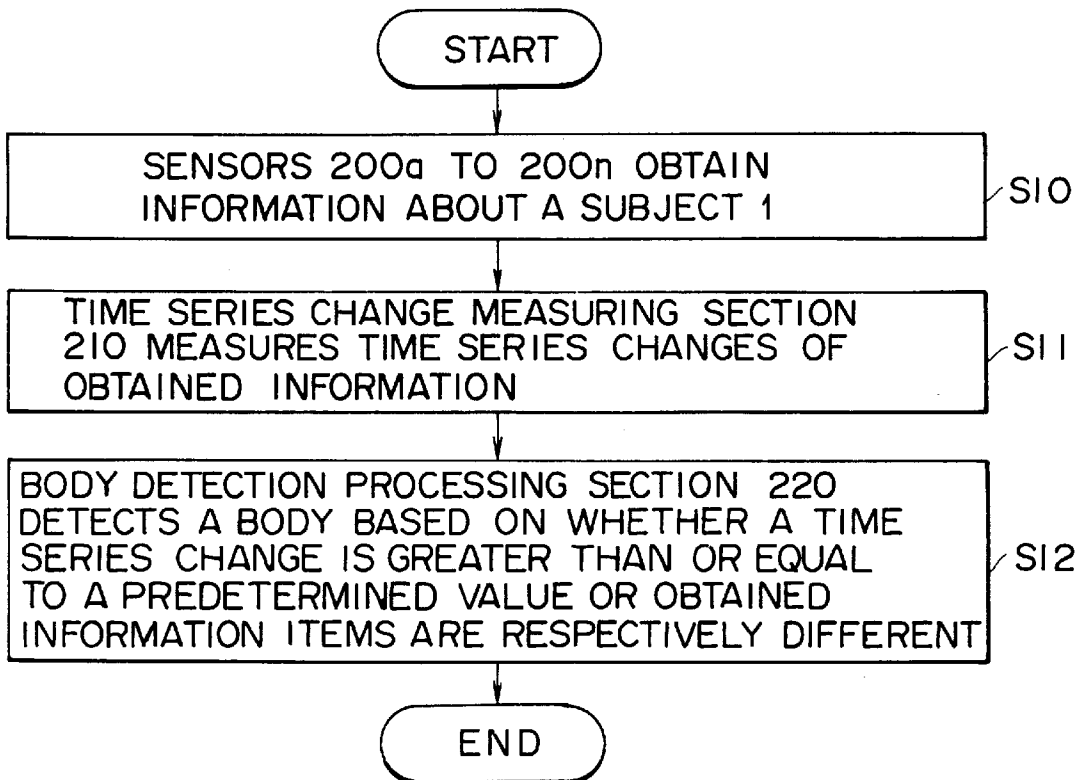 START
SENSORS 200a TO 200n OBTAIN
INFORMATION ABOUT A SUBJECT 1
S10
TIME SERIES CHANGE MEASURING SECTION
210 MEASURES TIME SERIES CHANGES OF
OBTAINED INFORMATION
S11
BODY DETECTION PROCESSING SECTION 220
DETECTS A BODY BASED ON WHETHER A TIME
SERIES CHANGE IS GREATER THAN OR EQUAL
TO A PREDETERMINED VALUE OR OBTAINED
INFORMATION ITEMS ARE RESPECTIVELY DIFFERENT
S12
END